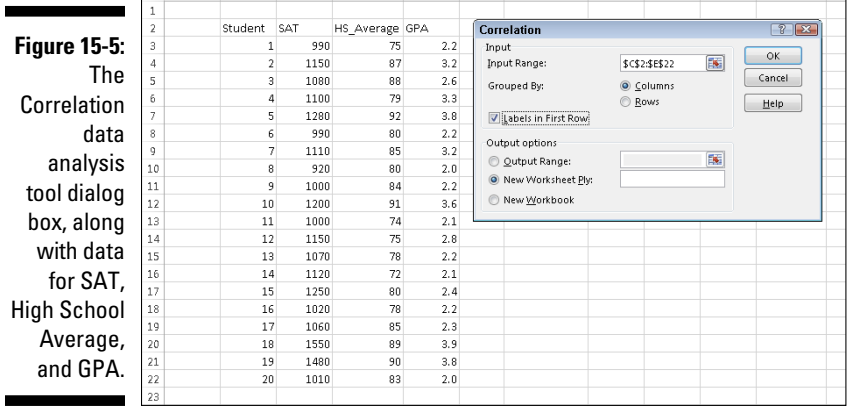 Figure 15-5:
The
Correlation
data
analysis
tool dialog
box, along
with data
for SAT,
High School
Average,
and GPA.
1
2 Student SAT HS_Average GPA
3 1 990 75 2.2
4 2 1150 87 3.2
5 3 1080 88 2.6
6 4 1100 79 3.3
7 5 1280 92 3.8
8 6 990 80 2.2
9 7 1110 85 3.2
10 8 920 80 2.0
11 9 1000 84 2.2
12 10 1200 91 3.6
13 11 1000 74 2.1
14 12 1150 75 2.8
15 13 1070 78 2.2
16 14 1120 72 2.1
17 15 1250 80 2.4
18 16 1020 78 2.2
19 17 1060 85 2.3
20 18 1550 89 3.9
21 19 1480 90 3.8
22 20 1010 83 2.0
23
Correlation
Input
Input Range: $C$2:$E$22
Grouped By: Columns
Rows
Labels in First Row
OK
Cancel
Help
Output options
Output Range:
New Worksheet Ply:
New Workbook